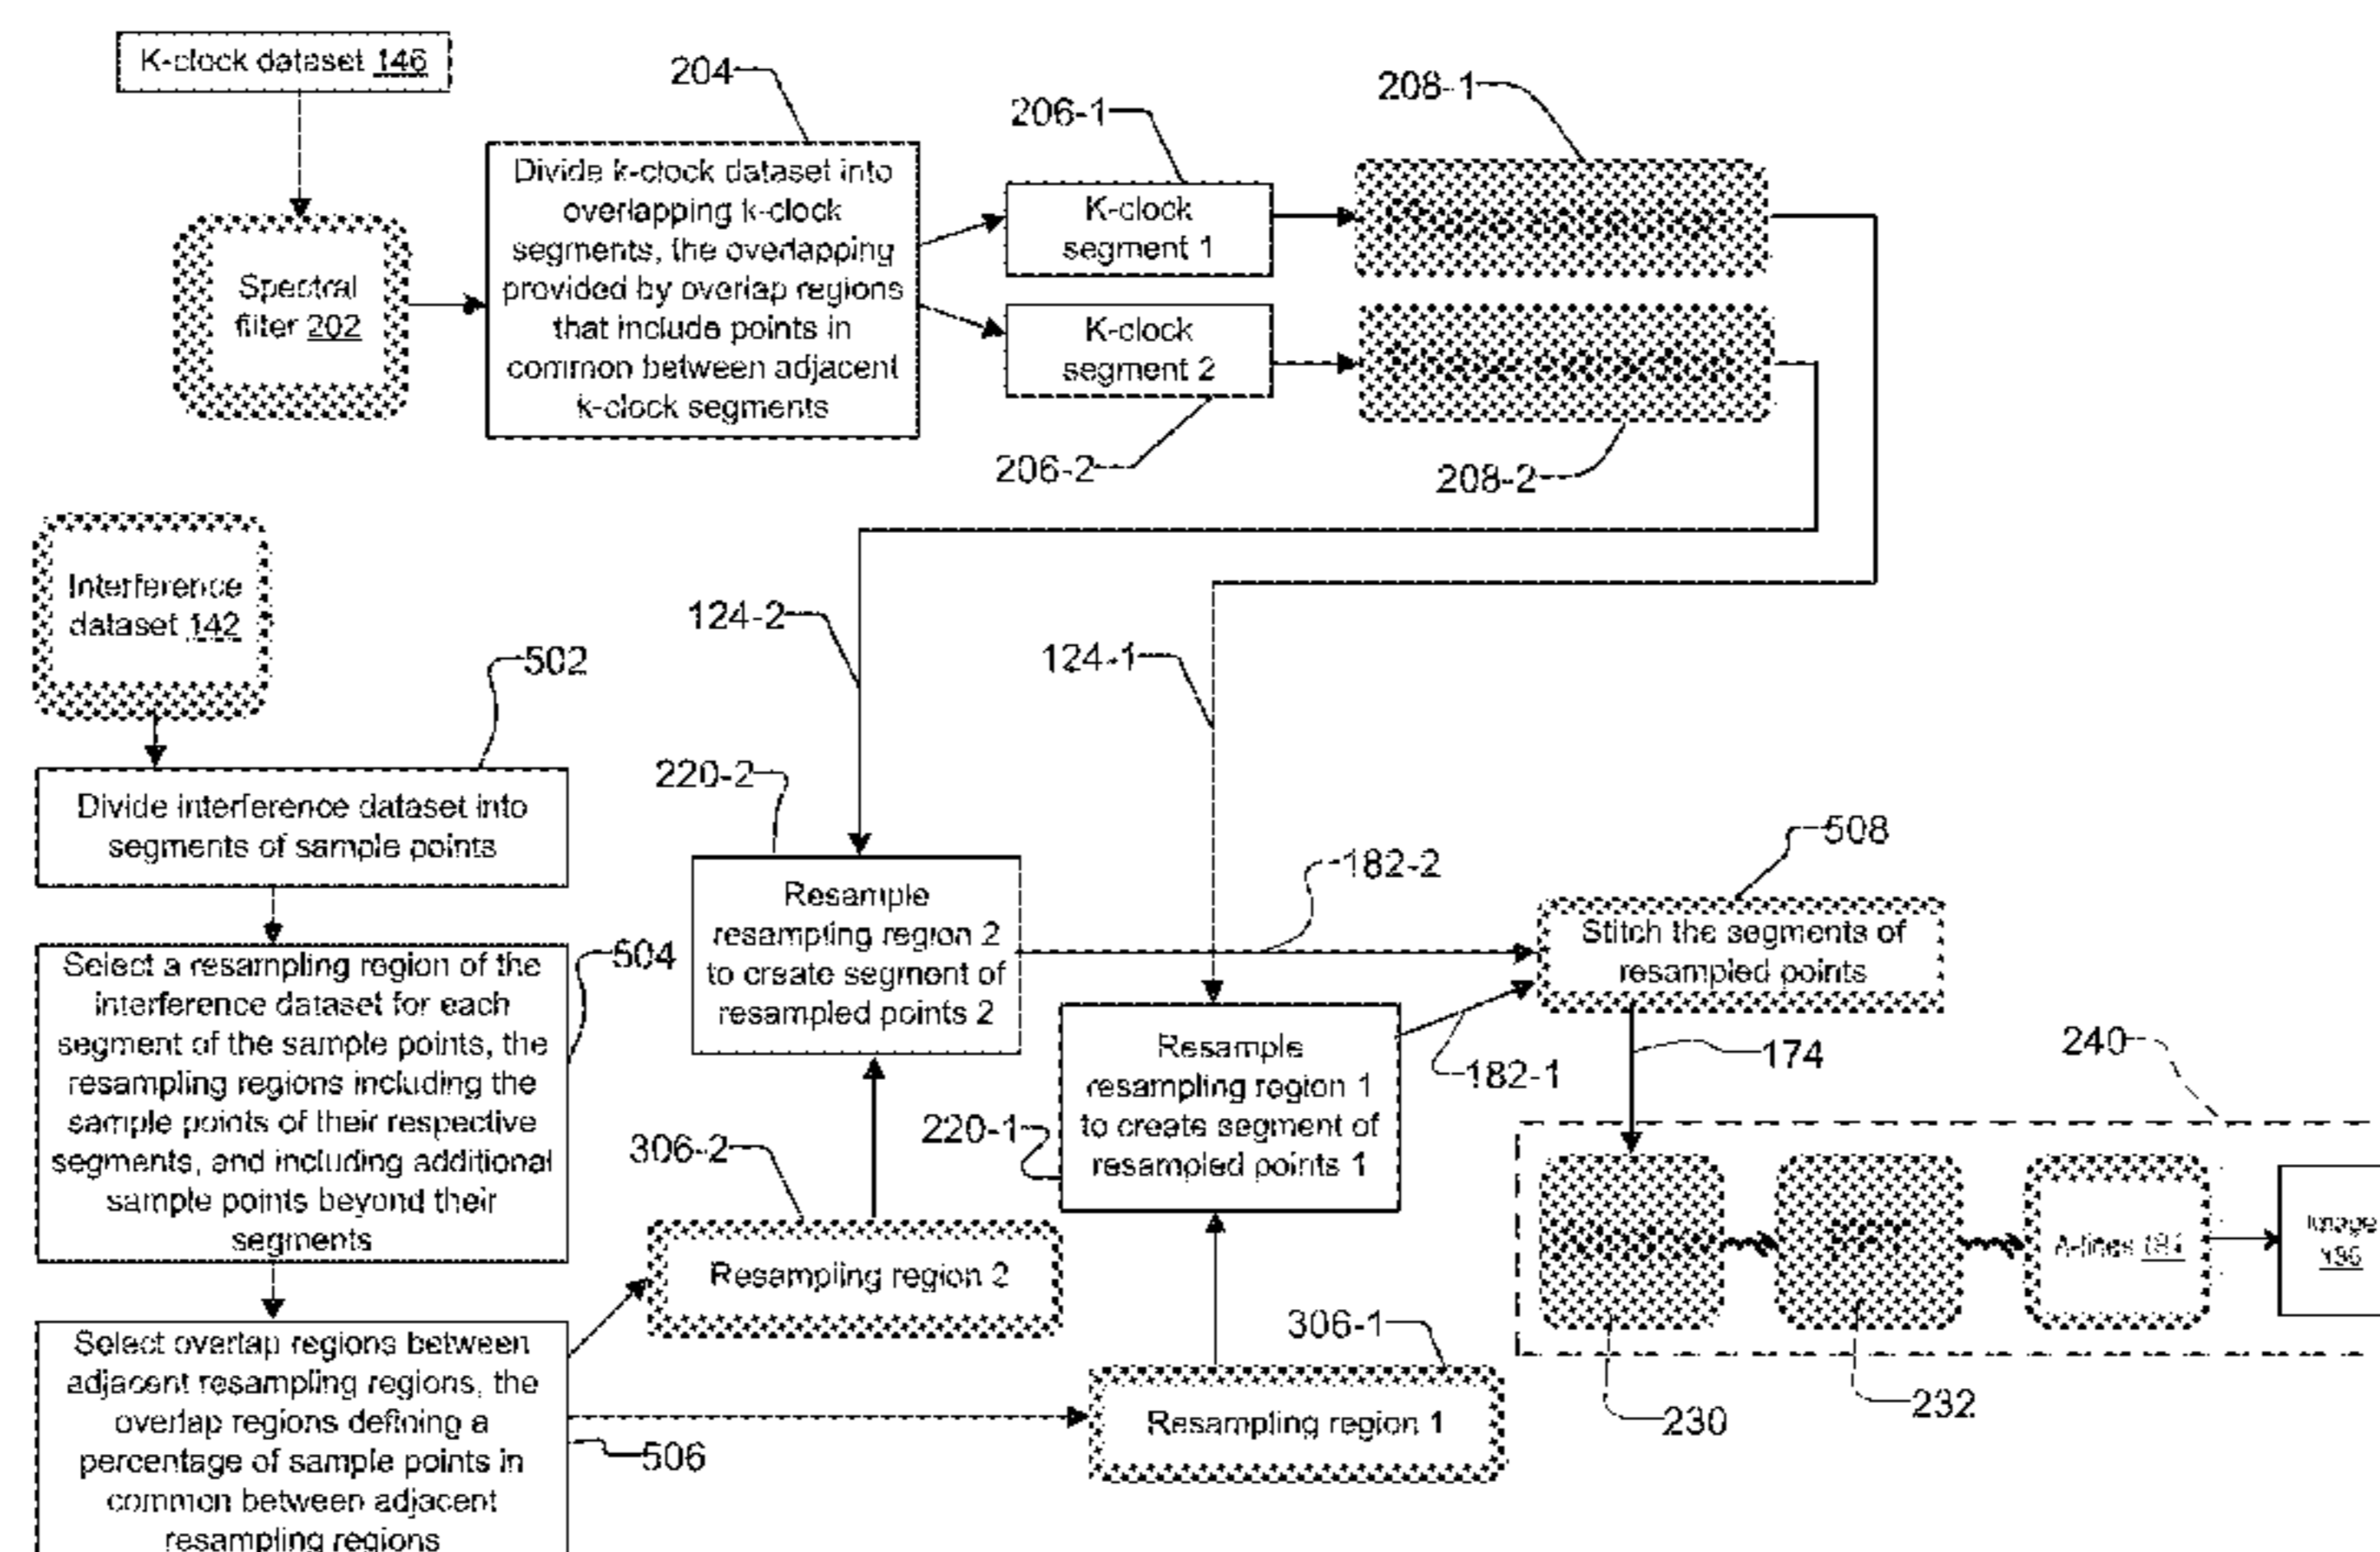 K-clock dataset 146
204
206-1
208-1
Divide k-clock dataset into
overlapping k-clock
segments, the overlapping
provided by overlap regions
that include points in
common between adjacent
k-clock segments
K-clock
segment 1
Spectral
filter 202
K-clock
segment 2
206-2
208-2
Interference
dataset 142
502
124-2
124-1
Divide interference dataset into
segments of sample points
220-2
508
182-2
Resample
resampling region 2
to create segment of
resampled points 2
Stitch the segments of
resampled points
504
Select a resampling region of the
interference dataset for each
segment of the sample points, the
resampling regions including the
sample points of their respective
segments, and including additional
sample points beyond their
segments
Resample
resampling region 1
to create segment of
resampled points 1
182-1
174
240
220-1
306-2
Resampling region 2
A-lines
Image
306-1
Resampling region 1
230
232
Select overlap regions between
adjacent resampling regions, the
overlap regions defining a
percentage of sample points in
common between adjacent
resampling regions
506